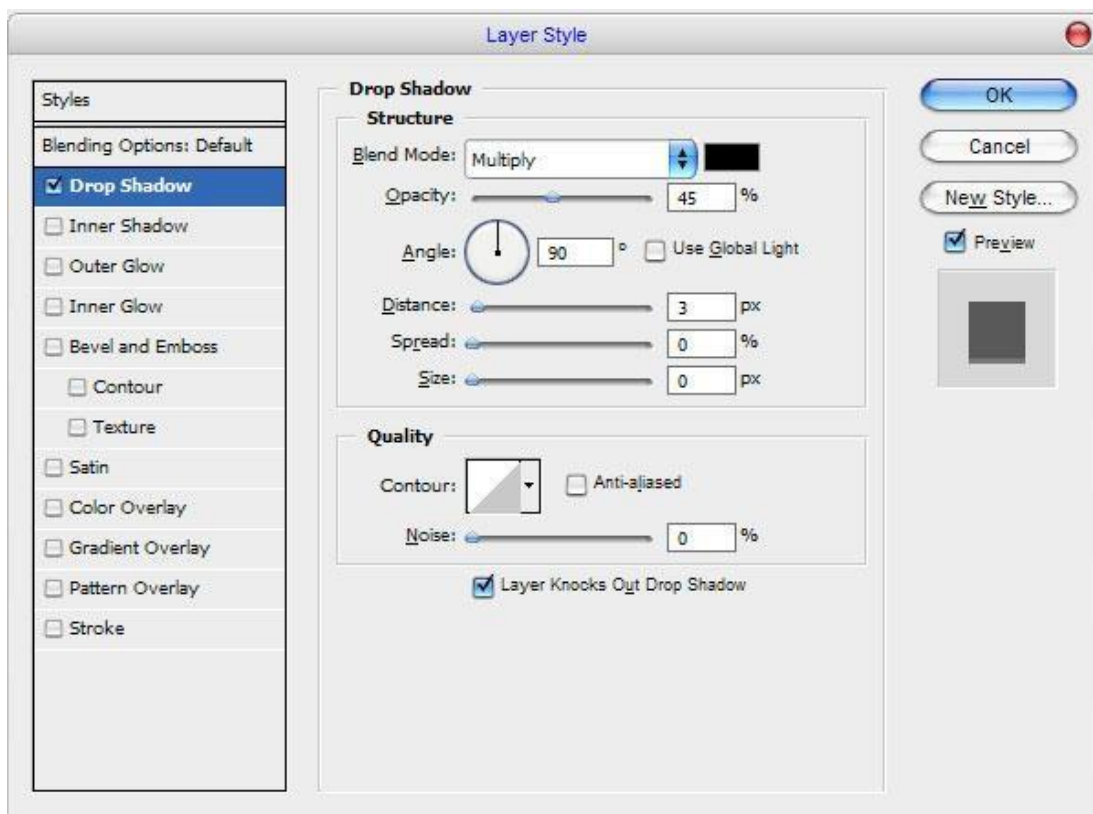 Layer Style
Styles
Blending Options: Default
Drop Shadow
Inner Shadow
Outer Glow
Inner Glow
Bevel and Emboss
Contour
Texture
Satin
Color Overlay
Gradient Overlay
Pattern Overlay
Stroke
Drop Shadow
Structure
Blend Mode: Multiply
Opacity: 45 %
Angle: 90 ° Use Global Light
Distance: 3 px
Spread: 0 %
Size: 0 px
Quality
Contour: Anti-aliased
Noise: 0 %
Layer Knocks Out Drop Shadow
OK
Cancel
New Style...
Preview